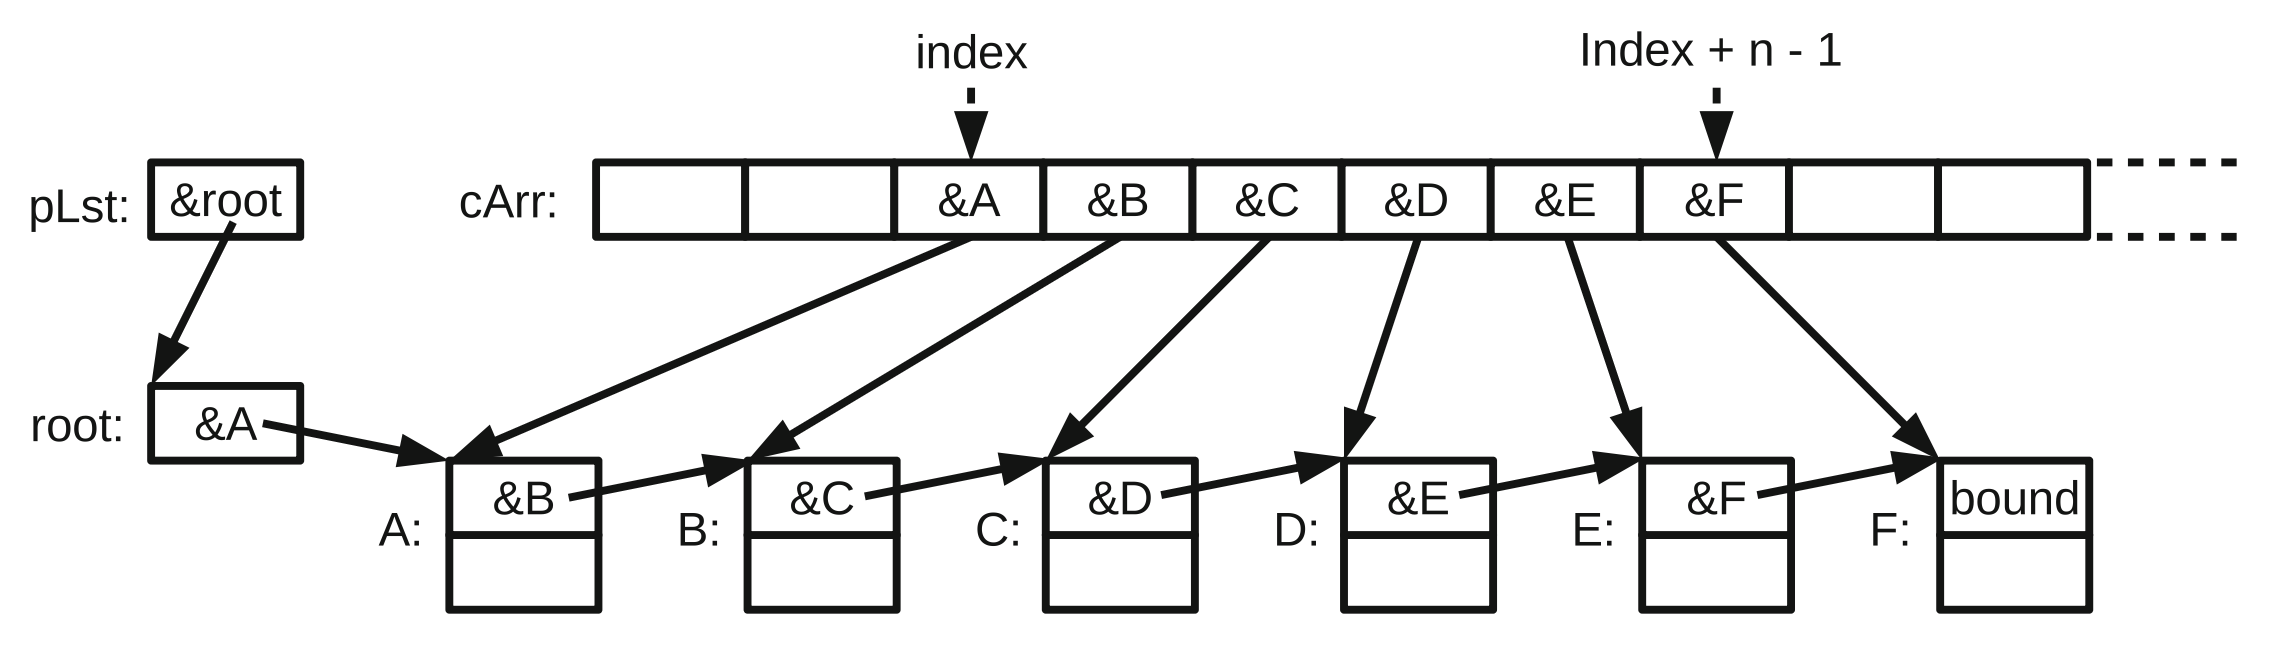 index
Index + n - 1
pLst:
&root
cArr:
&A
&B
&C
&D
&E
&F
root:
&A
A:
&B
B:
&C
C:
&D
D:
&E
E:
&F
F:
bound